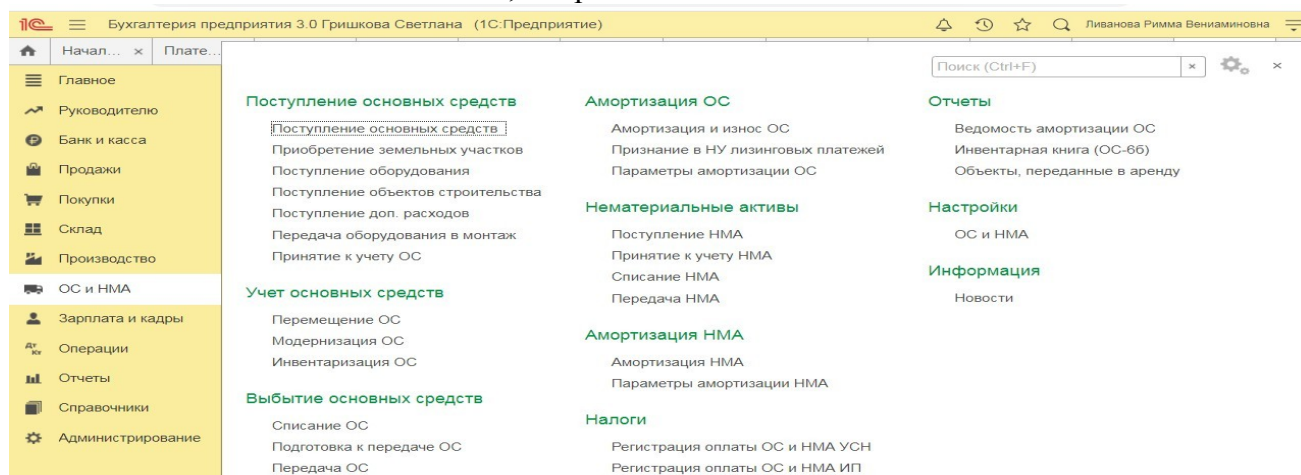 1С Бухгалтерия предприятия 3.0 Гришкова Светлана (1С:Предприятие) Ливанова Римма Вениаминовна
Начал... × Плате...
Поиск (Ctrl+F) × ×
Главное
Руководителю
Банк и касса
Продажи
Покупки
Склад
Производство
ОС и НМА
Зарплата и кадры
Операции
Отчеты
Справочники
Администрирование
Поступление основных средств
Поступление основных средств
Приобретение земельных участков
Поступление оборудования
Поступление объектов строительства
Поступление доп. расходов
Передача оборудования в монтаж
Принятие к учету ОС
Учет основных средств
Перемещение ОС
Модернизация ОС
Инвентаризация ОС
Выбытие основных средств
Списание ОС
Подготовка к передаче ОС
Передача ОС
Амортизация ОС
Амортизация и износ ОС
Признание в НУ лизинговых платежей
Параметры амортизации ОС
Нематериальные активы
Поступление НМА
Принятие к учету НМА
Списание НМА
Передача НМА
Амортизация НМА
Амортизация НМА
Параметры амортизации НМА
Налоги
Регистрация оплаты ОС и НМА УСН
Регистрация оплаты ОС и НМА ИП
Отчеты
Ведомость амортизации ОС
Инвентарная книга (ОС-6б)
Объекты, переданные в аренду
Настройки
ОС и НМА
Информация
Новости